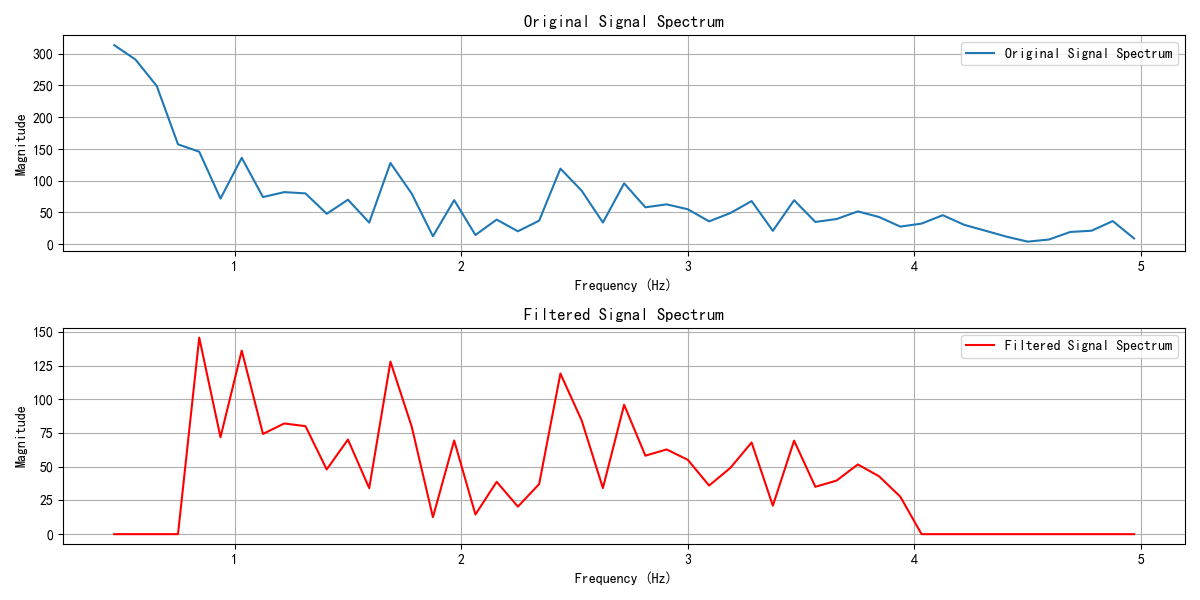 Original Signal Spectrum
300
250
200
150
100
50
0
Magnitude
Original Signal Spectrum
1 2 3 4 5
Frequency (Hz)
Filtered Signal Spectrum
150
125
100
75
50
25
0
Magnitude
Filtered Signal Spectrum
1 2 3 4 5
Frequency (Hz)